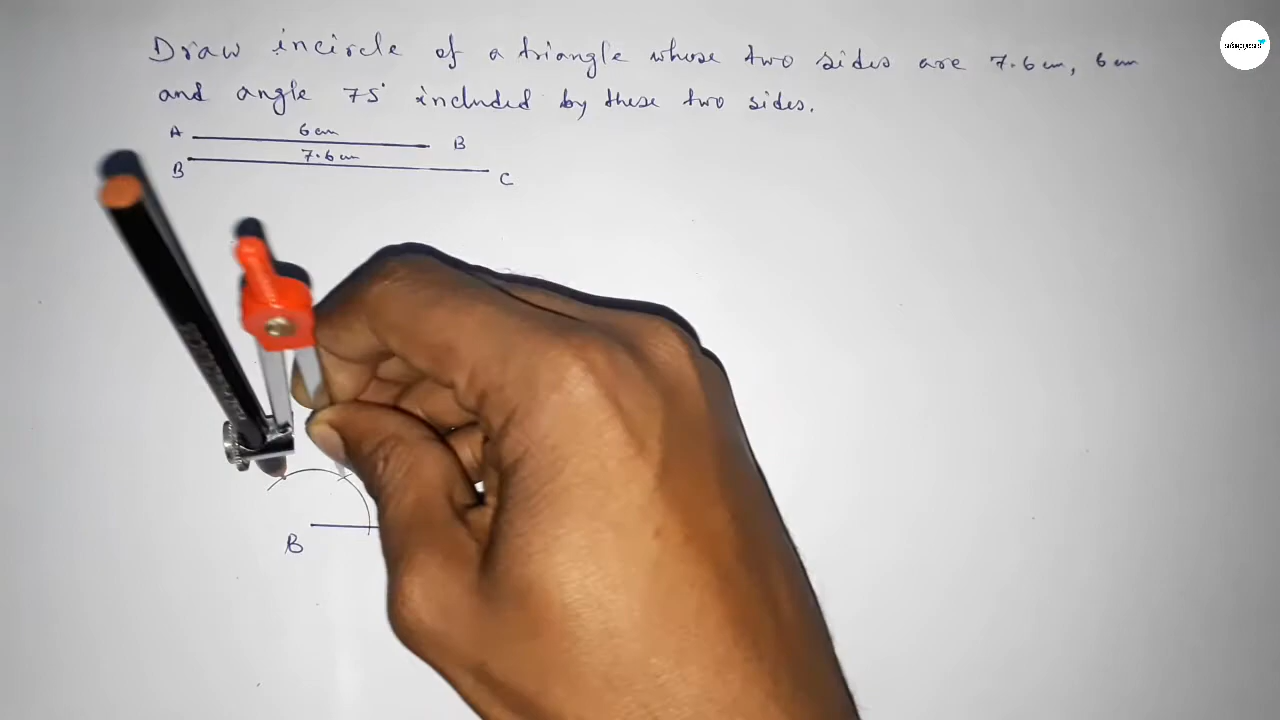 Draw incircle of a triangle whose two sides are 7.6 cm, 6 cm
and angle 75° included by these two sides.
A 6 cm B
B 7.6 cm C
B